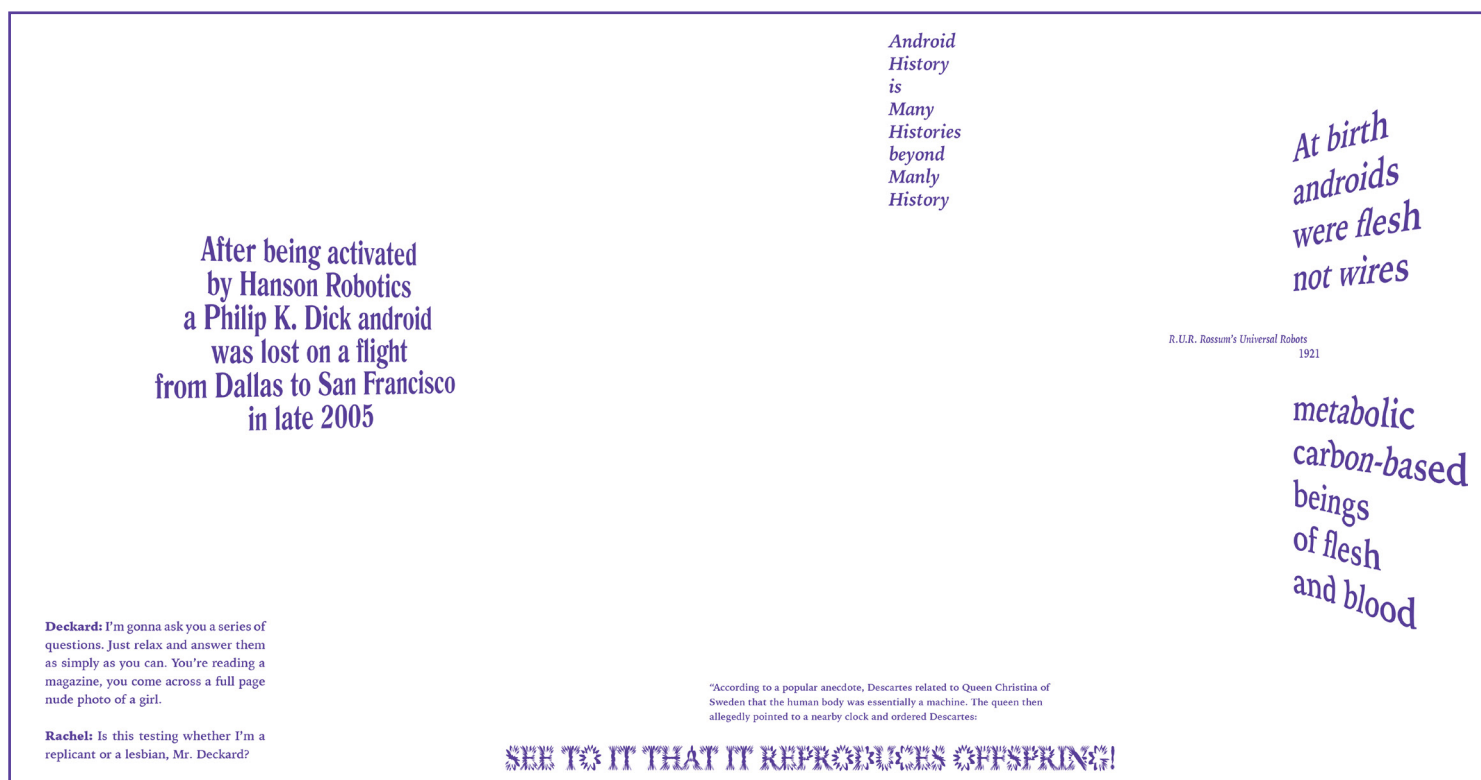 Android
History
is
Many
Histories
beyond
Manly
History
At birth
androids
were flesh
not wires
After being activated
by Hanson Robotics
a Philip K. Dick android
was lost on a flight
from Dallas to San Francisco
in late 2005
R.U.R. Rossum's Universal Robots
1921
metabolic
carbon-based
beings
of flesh
and blood
Deckard: I'm gonna ask you a series of
questions. Just relax and answer them
as simply as you can. You're reading a
magazine, you come across a full page
nude photo of a girl.
Rachel: Is this testing whether I'm a
replicant or a lesbian, Mr. Deckard?
“According to a popular anecdote, Descartes related to Queen Christina of
Sweden that the human body was essentially a machine. The queen then
allegedly pointed to a nearby clock and ordered Descartes:
SEE TO IT THAT IT REPRODUCES OFFSPRING!